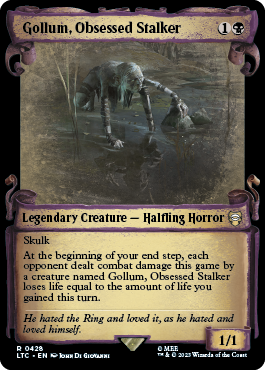 Gollum, Obsessed Stalker 1
Legendary Creature — Halfling Horror
Skulk
At the beginning of your end step, each
opponent dealt combat damage this game by
a creature named Gollum, Obsessed Stalker
loses life equal to the amount of life you
gained this turn.
He hated the Ring and loved it, as he hated and
loved himself.
1/1
R 0428
LTC • EN John Di Giovanni
© MEE
™ & © 2023 Wizards of the Coast